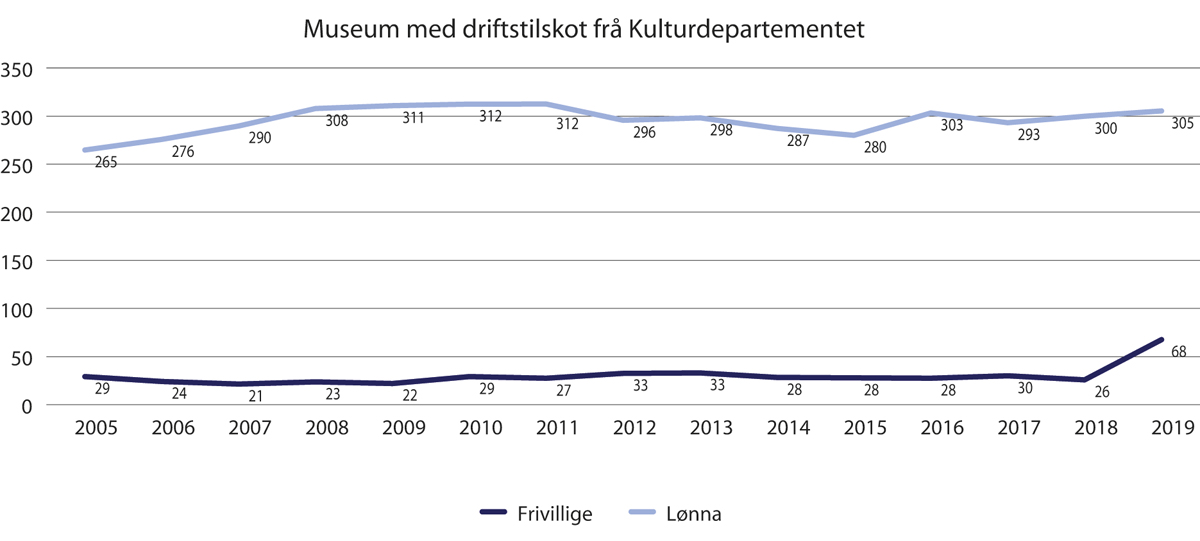 Museum med driftstilskot frå Kulturdepartementet
350
300
250
200
150
100
50
0
265 276 290 308 311 312 312 296 298 287 280 303 293 300 305
29 24 21 23 22 29 27 33 33 28 28 28 30 26 68
2005 2006 2007 2008 2009 2010 2011 2012 2013 2014 2015 2016 2017 2018 2019
Frivillige Lønna